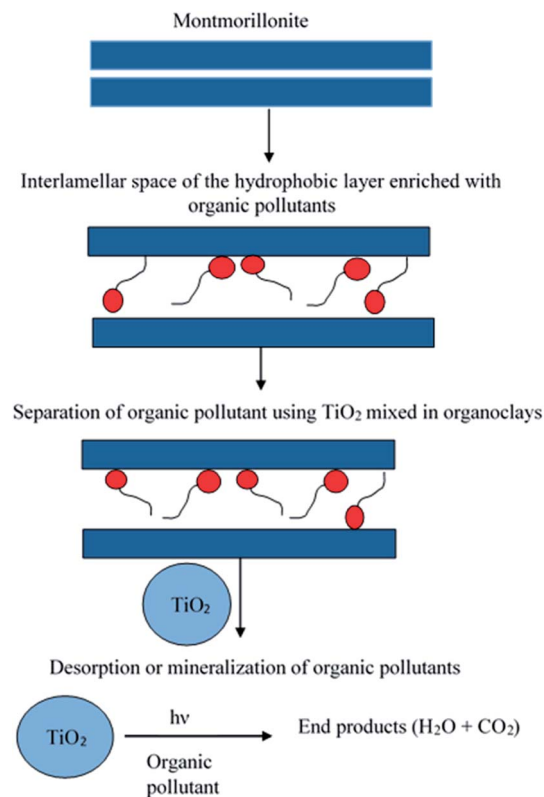 Montmorillonite
Interlamellar space of the hydrophobic layer enriched with
organic pollutants
Separation of organic pollutant using TiO₂ mixed in organoclays
TiO₂
Desorption or mineralization of organic pollutants
TiO₂
hν
Organic
pollutant
End products (H₂O + CO₂)